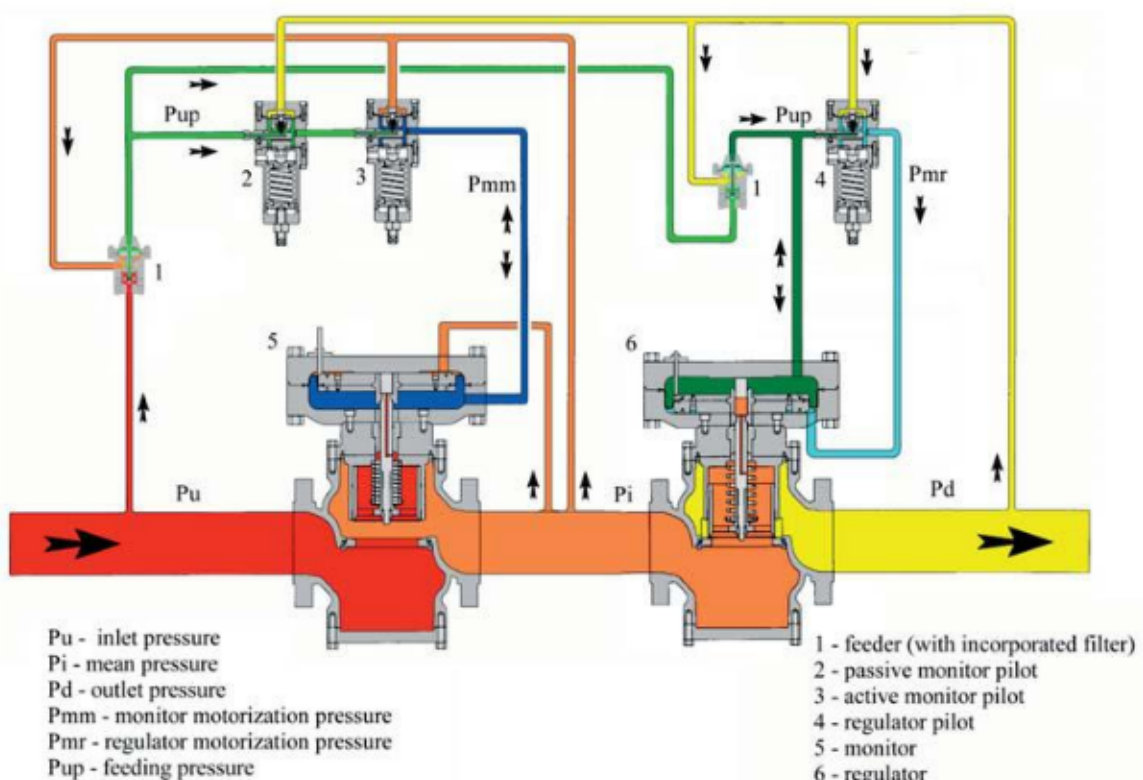 Pup
2
3
Pmm
1
Pup
4
Pmr
1
5
6
Pu
Pi
Pd
Pu - inlet pressure
Pi - mean pressure
Pd - outlet pressure
Pmm - monitor motorization pressure
Pmr - regulator motorization pressure
Pup - feeding pressure
1 - feeder (with incorporated filter)
2 - passive monitor pilot
3 - active monitor pilot
4 - regulator pilot
5 - monitor
6 - regulator